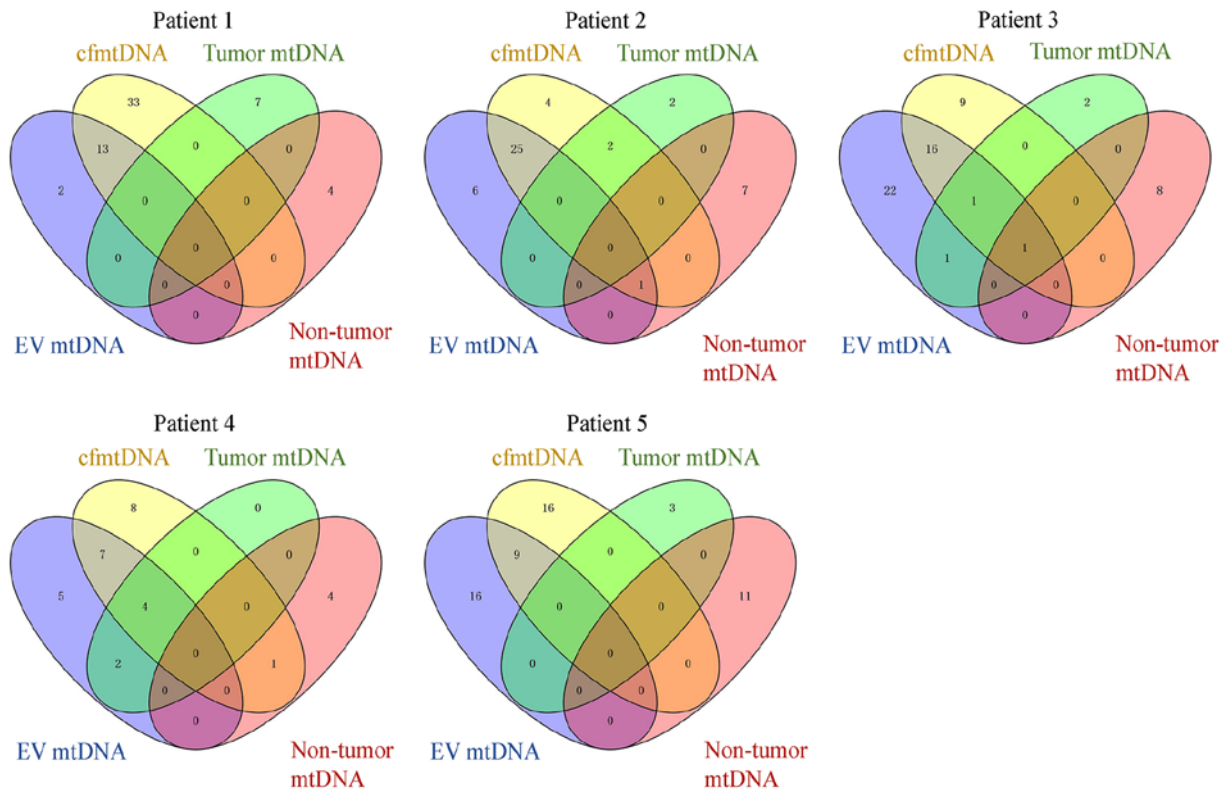 Patient 1
cfmtDNA Tumor mtDNA
33 7
13 0 0
2 0 0 4
0 0 0
0 0
0
EV mtDNA
Non-tumor
mtDNA
Patient 2
cfmtDNA Tumor mtDNA
4 2
25 2 0
6 0 0 7
0 0 0
0 1
0
EV mtDNA
Non-tumor
mtDNA
Patient 3
cfmtDNA Tumor mtDNA
9 2
16 0 0
22 1 0 8
1 1 0
0 0
0
EV mtDNA
Non-tumor
mtDNA
Patient 4
cfmtDNA Tumor mtDNA
8 0
7 0 0
5 4 0 4
2 0 1
0 0
0
EV mtDNA
Non-tumor
mtDNA
Patient 5
cfmtDNA Tumor mtDNA
16 3
9 0 0
16 0 0 11
0 0 0
0 0
0
EV mtDNA
Non-tumor
mtDNA